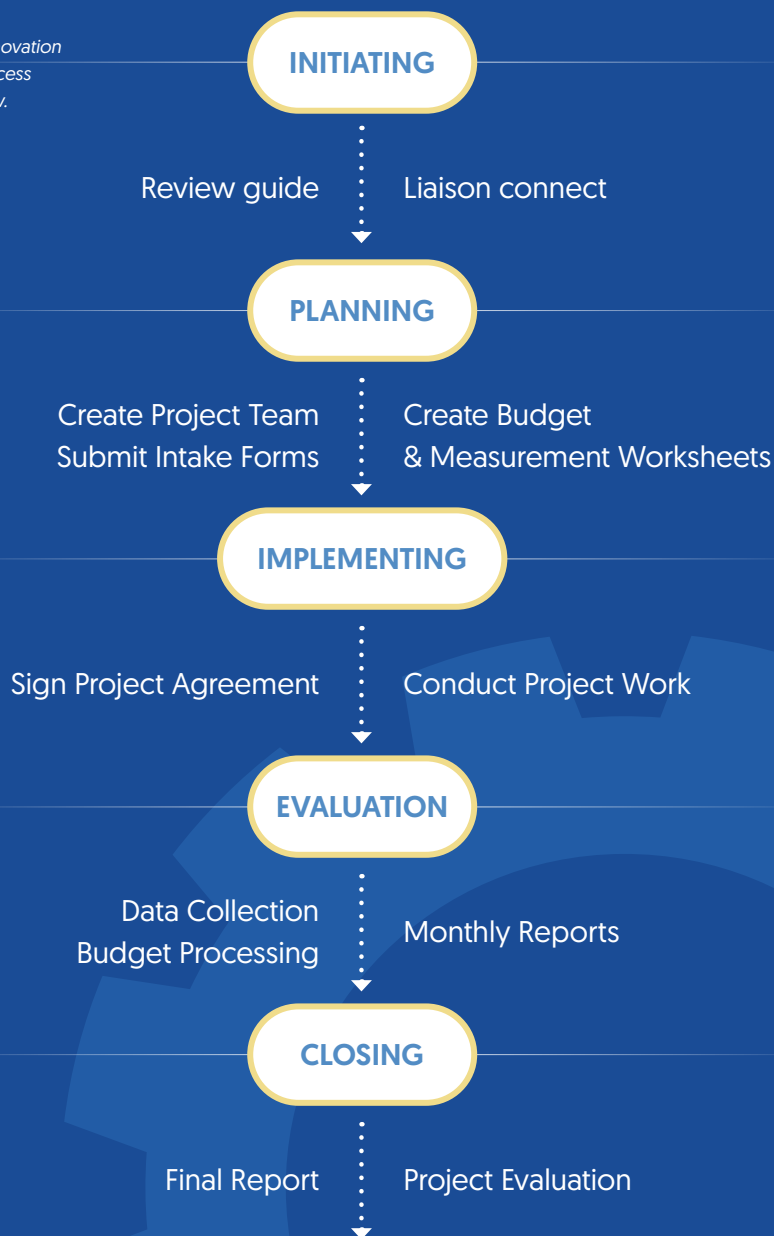 ovation
cess
INITIATING
Review guide
Liaison connect
PLANNING
Create Project Team
Submit Intake Forms
Create Budget
& Measurement Worksheets
IMPLEMENTING
Sign Project Agreement
Conduct Project Work
EVALUATION
Data Collection
Budget Processing
Monthly Reports
CLOSING
Final Report
Project Evaluation